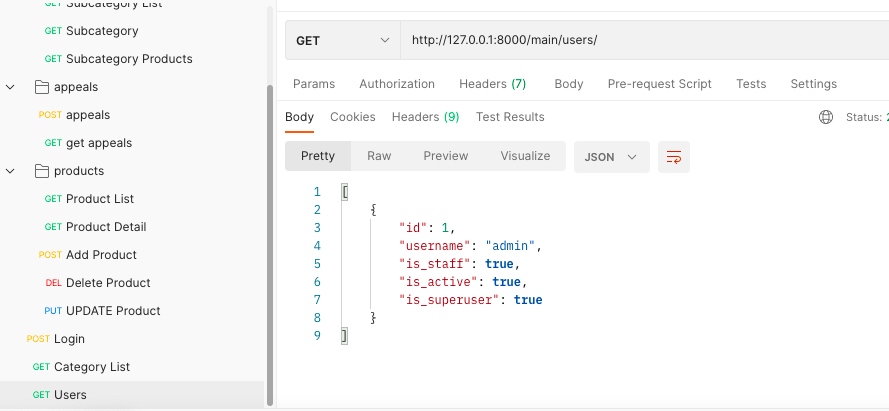 GET Subcategory List
GET Subcategory
GET Subcategory Products
appeals
POST appeals
GET get appeals
products
GET Product List
GET Product Detail
POST Add Product
DEL Delete Product
PUT UPDATE Product
POST Login
GET Category List
GET Users
GET http://127.0.0.1:8000/main/users/
Params Authorization Headers (7) Body Pre-request Script Tests Settings
Body Cookies Headers (9) Test Results Status:
Pretty Raw Preview Visualize JSON
1 [
2 {
3 "id": 1,
4 "username": "admin",
5 "is_staff": true,
6 "is_active": true,
7 "is_superuser": true
8 }
9 ]